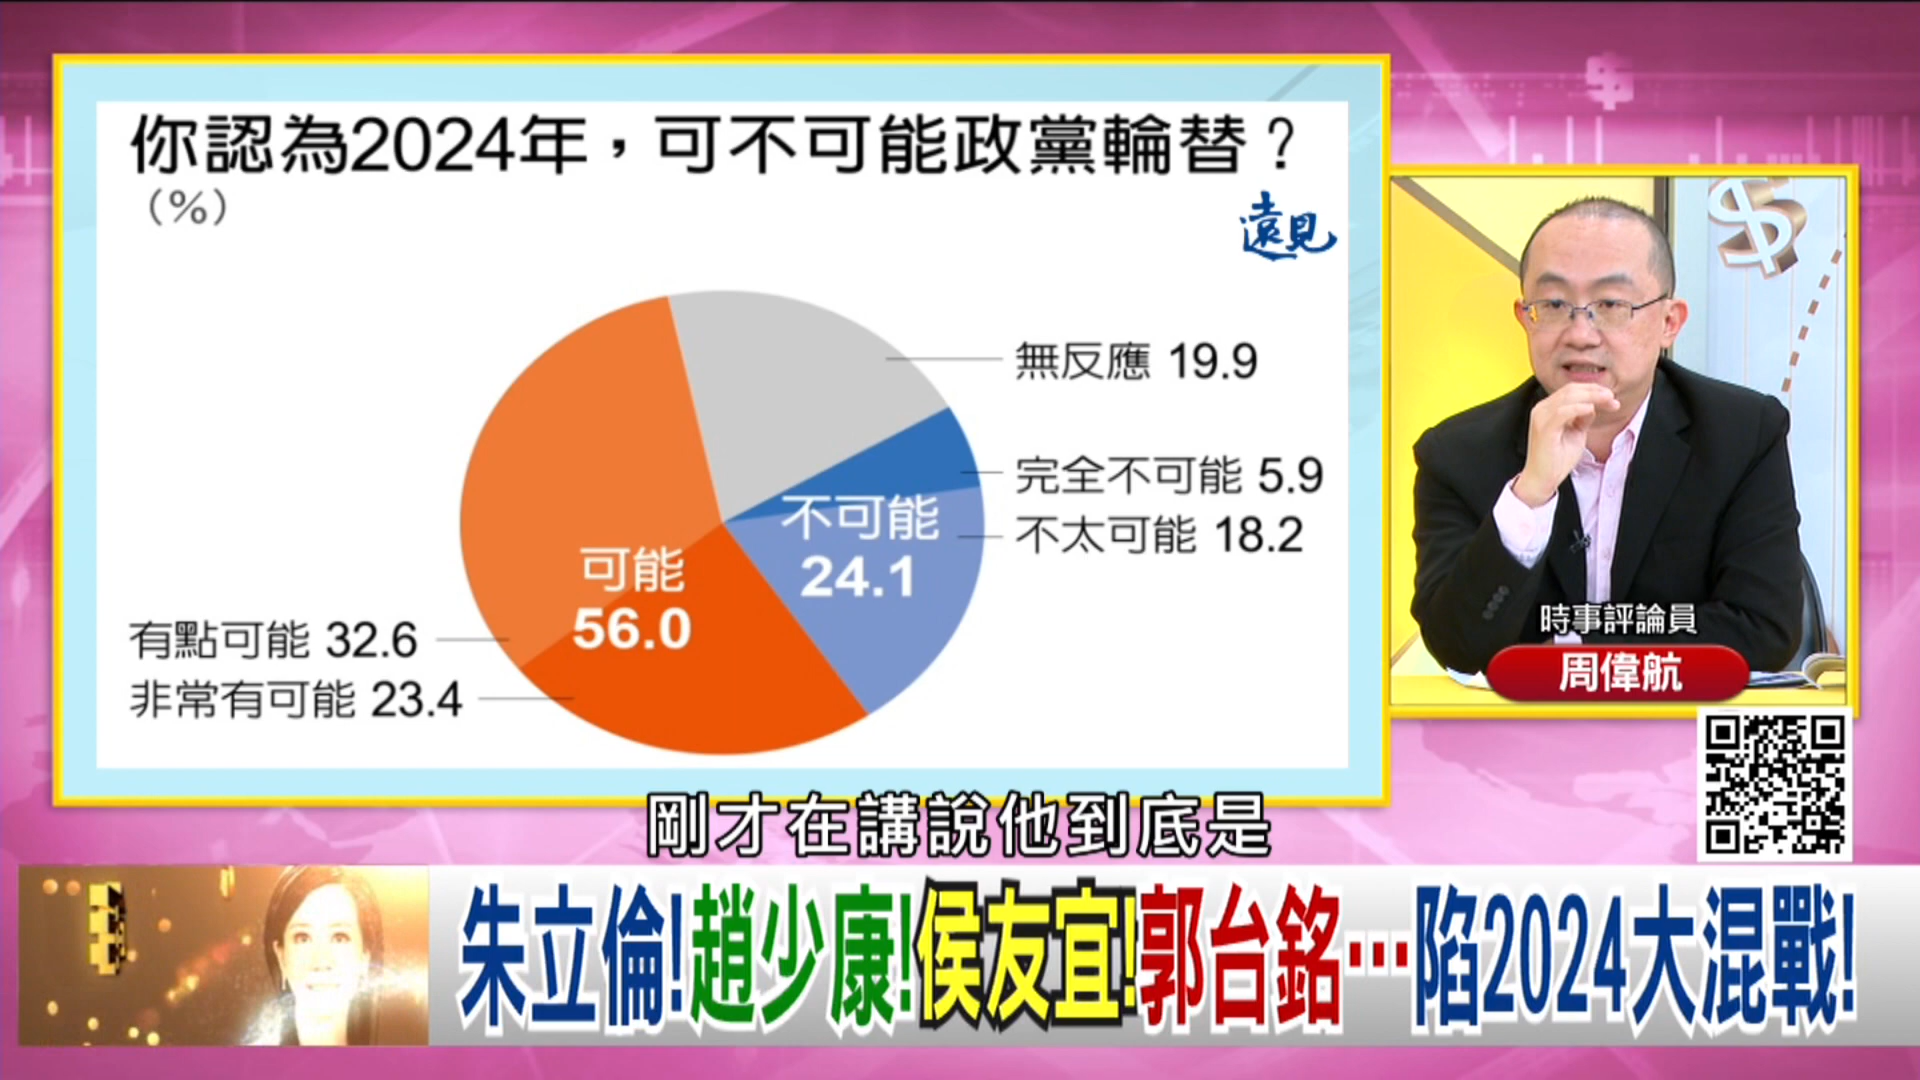 你認為2024年，可不可能政黨輪替？
（%）
遠見
無反應 19.9
完全不可能 5.9
不太可能 18.2
不可能
24.1
可能
56.0
有點可能 32.6
非常有可能 23.4
時事評論員
周偉航
剛才在講說他到底是
朱立倫!趙少康!侯友宜!郭台銘…陷2024大混戰!